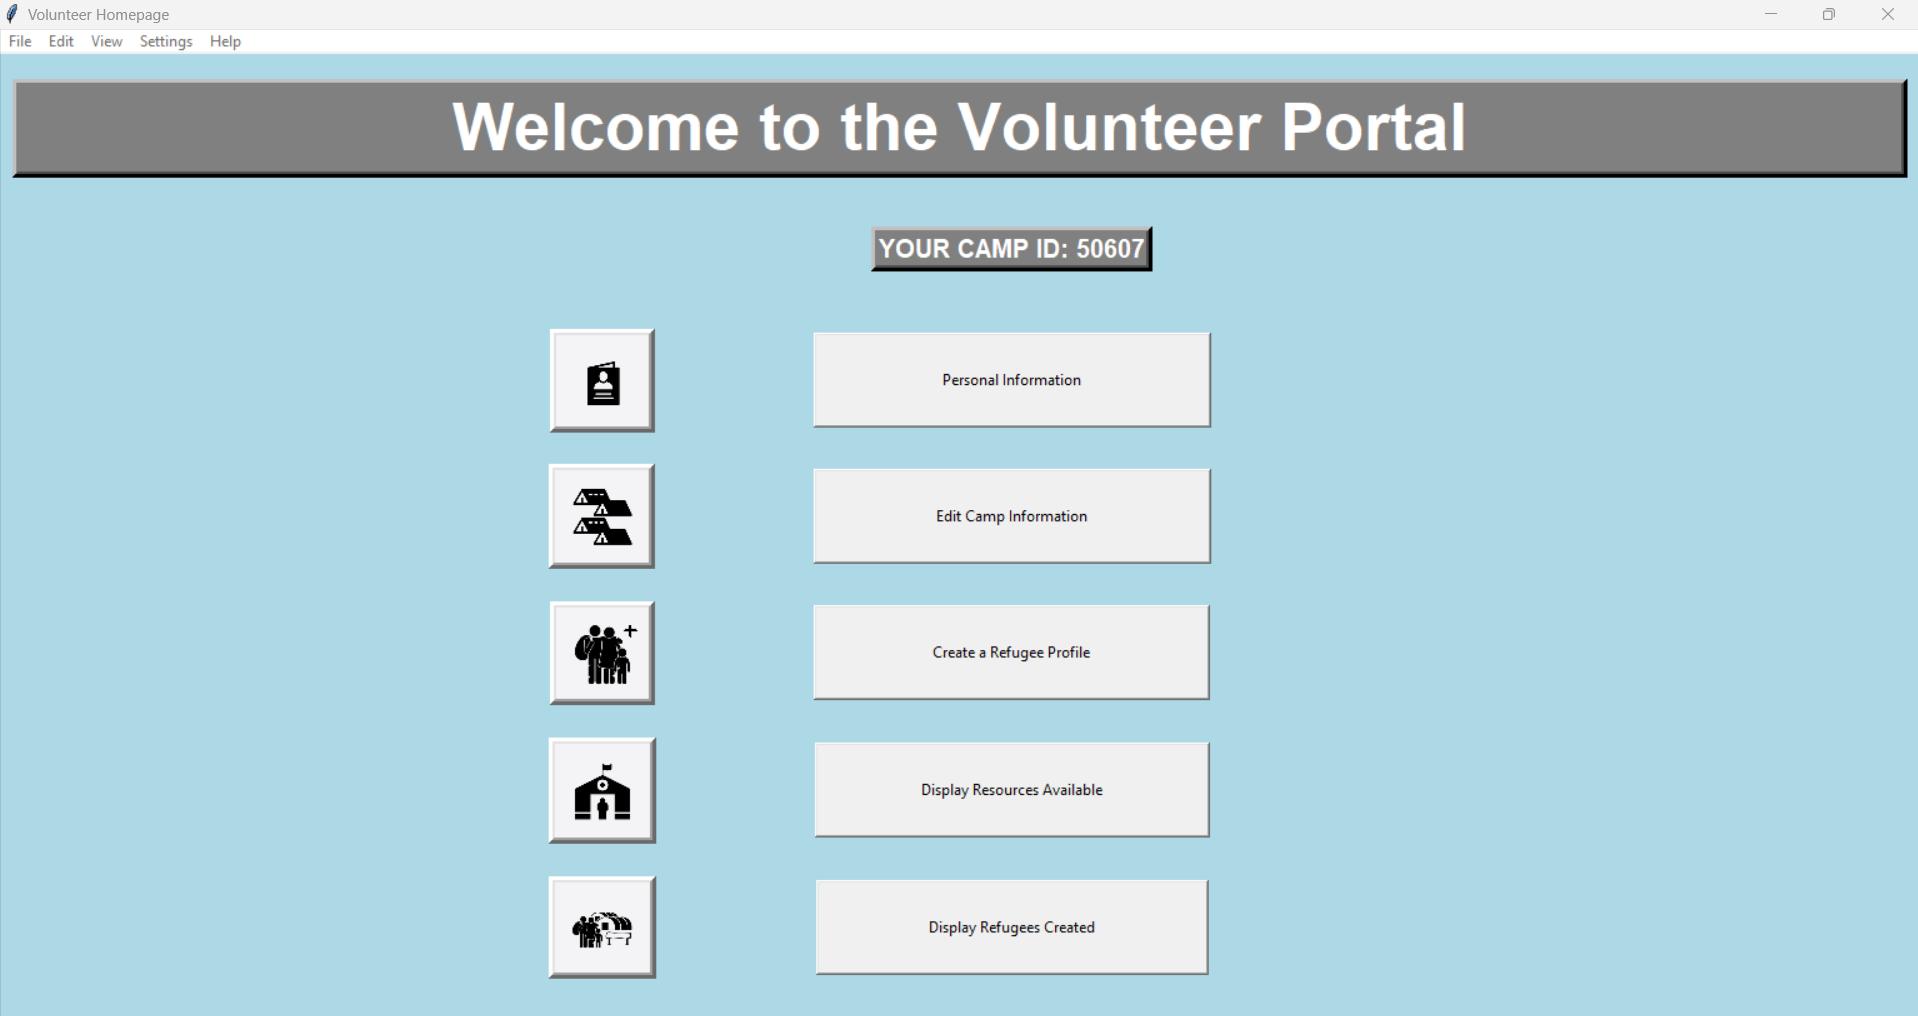 Volunteer Homepage
File Edit View Settings Help
Welcome to the Volunteer Portal
YOUR CAMP ID: 50607
Personal Information
Edit Camp Information
Create a Refugee Profile
Display Resources Available
Display Refugees Created